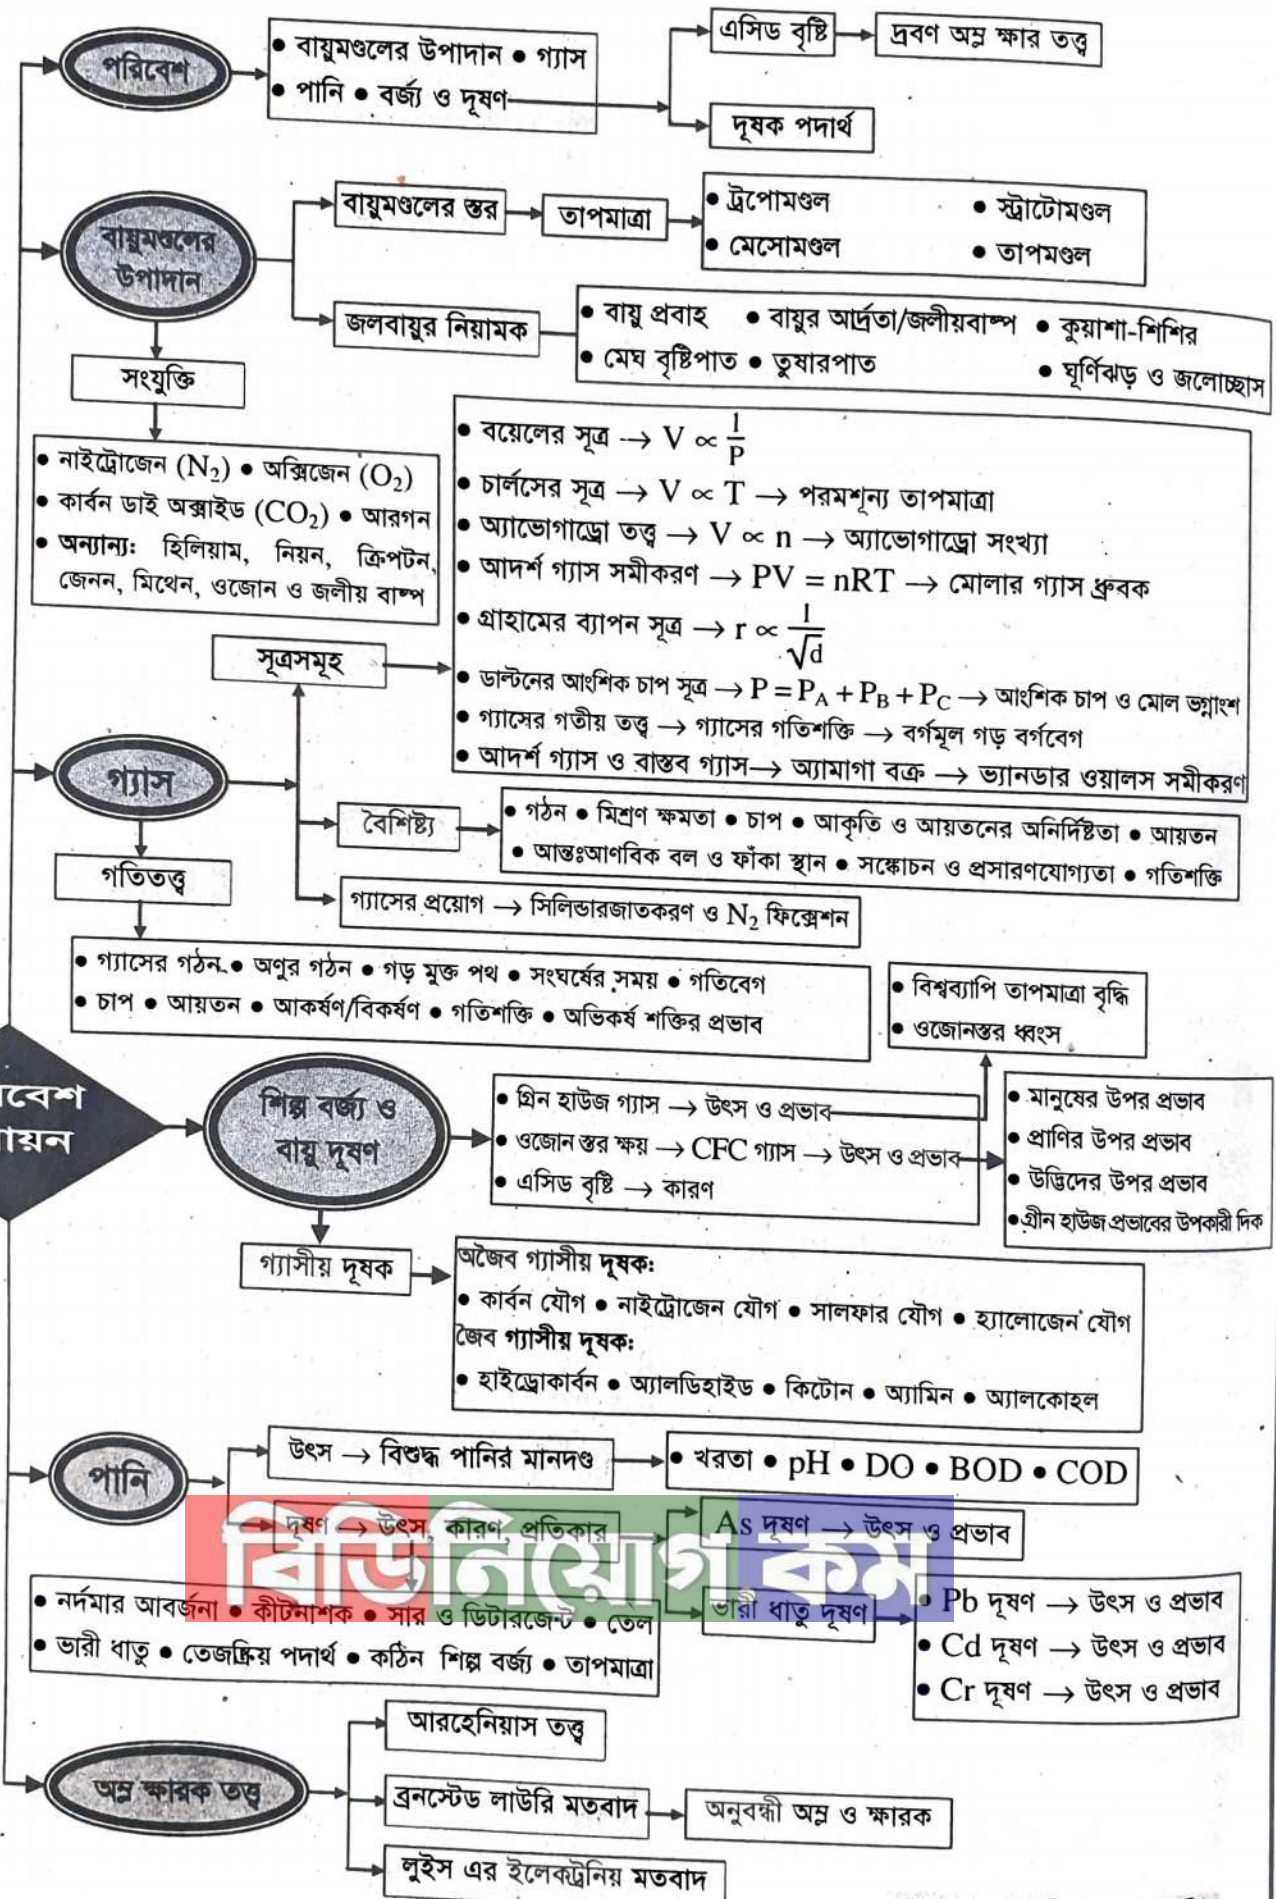 পরিবেশ
• বায়ুমণ্ডলের উপাদান • গ্যাস
• পানি • বর্জ্য ও দূষণ
এসিড বৃষ্টি
দ্রবণ অম্ল ক্ষার তত্ত্ব
দূষক পদার্থ
বায়ুমণ্ডলের
উপাদান
বায়ুমণ্ডলের স্তর
তাপমাত্রা
• ট্রপোমণ্ডল • স্ট্রাটোমণ্ডল
• মেসোমণ্ডল • তাপমণ্ডল
জলবায়ুর নিয়ামক
• বায়ু প্রবাহ • বায়ুর আর্দ্রতা/জলীয়বাষ্প • কুয়াশা-শিশির
• মেঘ বৃষ্টিপাত • তুষারপাত • ঘূর্ণিঝড় ও জলোচ্ছাস
সংযুক্তি
• নাইট্রোজেন (N₂) • অক্সিজেন (O₂)
• কার্বন ডাই অক্সাইড (CO₂) • আরগন
• অন্যান্য: হিলিয়াম, নিয়ন, ক্রিপটন,
জেনন, মিথেন, ওজোন ও জলীয় বাষ্প
• বয়েলের সূত্র → V ∝ 1/P
• চার্লসের সূত্র → V ∝ T → পরমশূন্য তাপমাত্রা
• অ্যাভোগাড্রো তত্ত্ব → V ∝ n → অ্যাভোগাড্রো সংখ্যা
• আদর্শ গ্যাস সমীকরণ → PV = nRT → মোলার গ্যাস ধ্রুবক
• গ্রাহামের ব্যাপন সূত্র → r ∝ 1/√d
• ডাল্টনের আংশিক চাপ সূত্র → P = P_A + P_B + P_C → আংশিক চাপ ও মোল ভগ্নাংশ
• গ্যাসের গতীয় তত্ত্ব → গ্যাসের গতিশক্তি → বর্গমূল গড় বর্গবেগ
• আদর্শ গ্যাস ও বাস্তব গ্যাস→ অ্যামাগা বক্র → ভ্যানডার ওয়ালস সমীকরণ
সূত্রসমূহ
গ্যাস
বৈশিষ্ট্য
• গঠন • মিশ্রণ ক্ষমতা • চাপ • আকৃতি ও আয়তনের অনির্দিষ্টতা • আয়তন
• আন্তঃআণবিক বল ও ফাঁকা স্থান • সঙ্কোচন ও প্রসারণযোগ্যতা • গতিশক্তি
গতিতত্ত্ব
গ্যাসের প্রয়োগ → সিলিন্ডারজাতকরণ ও N₂ ফিক্সেশন
• গ্যাসের গঠন • অণুর গঠন • গড় মুক্ত পথ • সংঘর্ষের সময় • গতিবেগ
• চাপ • আয়তন • আকর্ষণ/বিকর্ষণ • গতিশক্তি • অভিকর্ষ শক্তির প্রভাব
• বিশ্বব্যাপি তাপমাত্রা বৃদ্ধি
• ওজোনস্তর ধ্বংস
বেশ
ায়ন
শিল্প বর্জ্য ও
বায়ু দূষণ
• গ্রিন হাউজ গ্যাস → উৎস ও প্রভাব
• ওজোন স্তর ক্ষয় → CFC গ্যাস → উৎস ও প্রভাব
• এসিড বৃষ্টি → কারণ
• মানুষের উপর প্রভাব
• প্রাণির উপর প্রভাব
• উদ্ভিদের উপর প্রভাব
• গ্রীন হাউজ প্রভাবের উপকারী দিক
গ্যাসীয় দূষক
অজৈব গ্যাসীয় দূষক:
• কার্বন যৌগ • নাইট্রোজেন যৌগ • সালফার যৌগ • হ্যালোজেন যৌগ
জৈব গ্যাসীয় দূষক:
• হাইড্রোকার্বন • অ্যালডিহাইড • কিটোন • অ্যামিন • অ্যালকোহল
পানি
উৎস → বিশুদ্ধ পানির মানদণ্ড
• খরতা • pH • DO • BOD • COD
দূষণ → উৎস, কারণ, প্রতিকার
As দূষণ → উৎস ও প্রভাব
বিডিনিয়োগ কম
• নর্দমার আবর্জনা • কীটনাশক • সার ও ডিটারজেন্ট • তেল
• ভারী ধাতু • তেজষ্ক্রিয় পদার্থ • কঠিন শিল্প বর্জ্য • তাপমাত্রা
ভারী ধাতু দূষণ
• Pb দূষণ → উৎস ও প্রভাব
• Cd দূষণ → উৎস ও প্রভাব
• Cr দূষণ → উৎস ও প্রভাব
অম্ল ক্ষারক তত্ত্ব
আরহেনিয়াস তত্ত্ব
ব্রনস্টেড লাউরি মতবাদ
অনুবন্ধী অম্ল ও ক্ষারক
লুইস এর ইলেকট্রনিয় মতবাদ